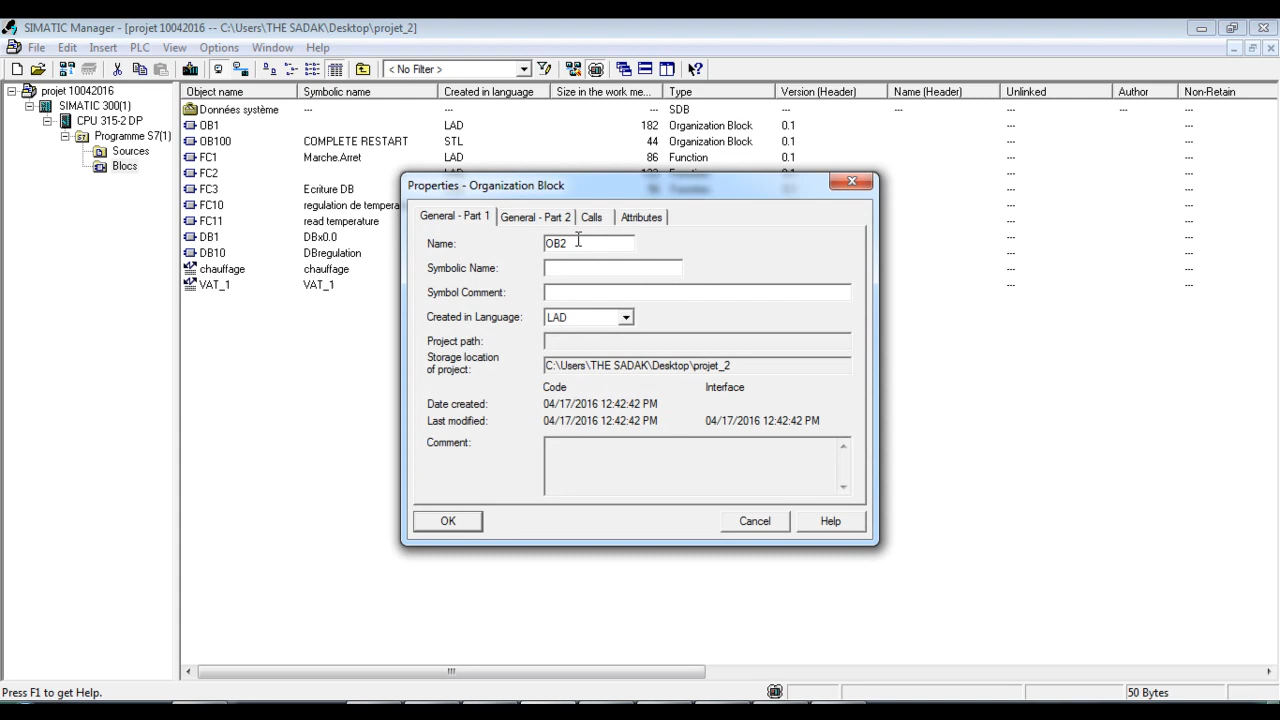 SIMATIC Manager - [projet 10042016 -- C:\Users\THE SADAK\Desktop\projet_2]
File Edit Insert PLC View Options Window Help
< No Filter >
projet 10042016
SIMATIC 300(1)
CPU 315-2 DP
Programme S7(1)
Sources
Blocs
Object name Symbolic name Created in language Size in the work me... Type Version (Header) Name (Header) Unlinked Author Non-Retain
Données système --- --- --- SDB --- --- --- --- ---
OB1 LAD 182 Organization Block 0.1 --- ---
OB100 COMPLETE RESTART STL 44 Organization Block 0.1 --- ---
FC1 Marche.Arret LAD 86 Function 0.1 --- ---
FC2 --- ---
FC3 Ecriture DB --- ---
FC10 regulation de tempera --- ---
FC11 read temperature --- ---
DB1 DBx0.0 --- ---
DB10 DBregulation --- ---
chauffage chauffage --- ---
VAT_1 VAT_1 --- ---
Properties - Organization Block
General - Part 1 General - Part 2 Calls Attributes
Name: OB2
Symbolic Name:
Symbol Comment:
Created in Language: LAD
Project path:
Storage location
of project: C:\Users\THE SADAK\Desktop\projet_2
Code Interface
Date created: 04/17/2016 12:42:42 PM
Last modified: 04/17/2016 12:42:42 PM 04/17/2016 12:42:42 PM
Comment:
OK Cancel Help
Press F1 to get Help. 50 Bytes